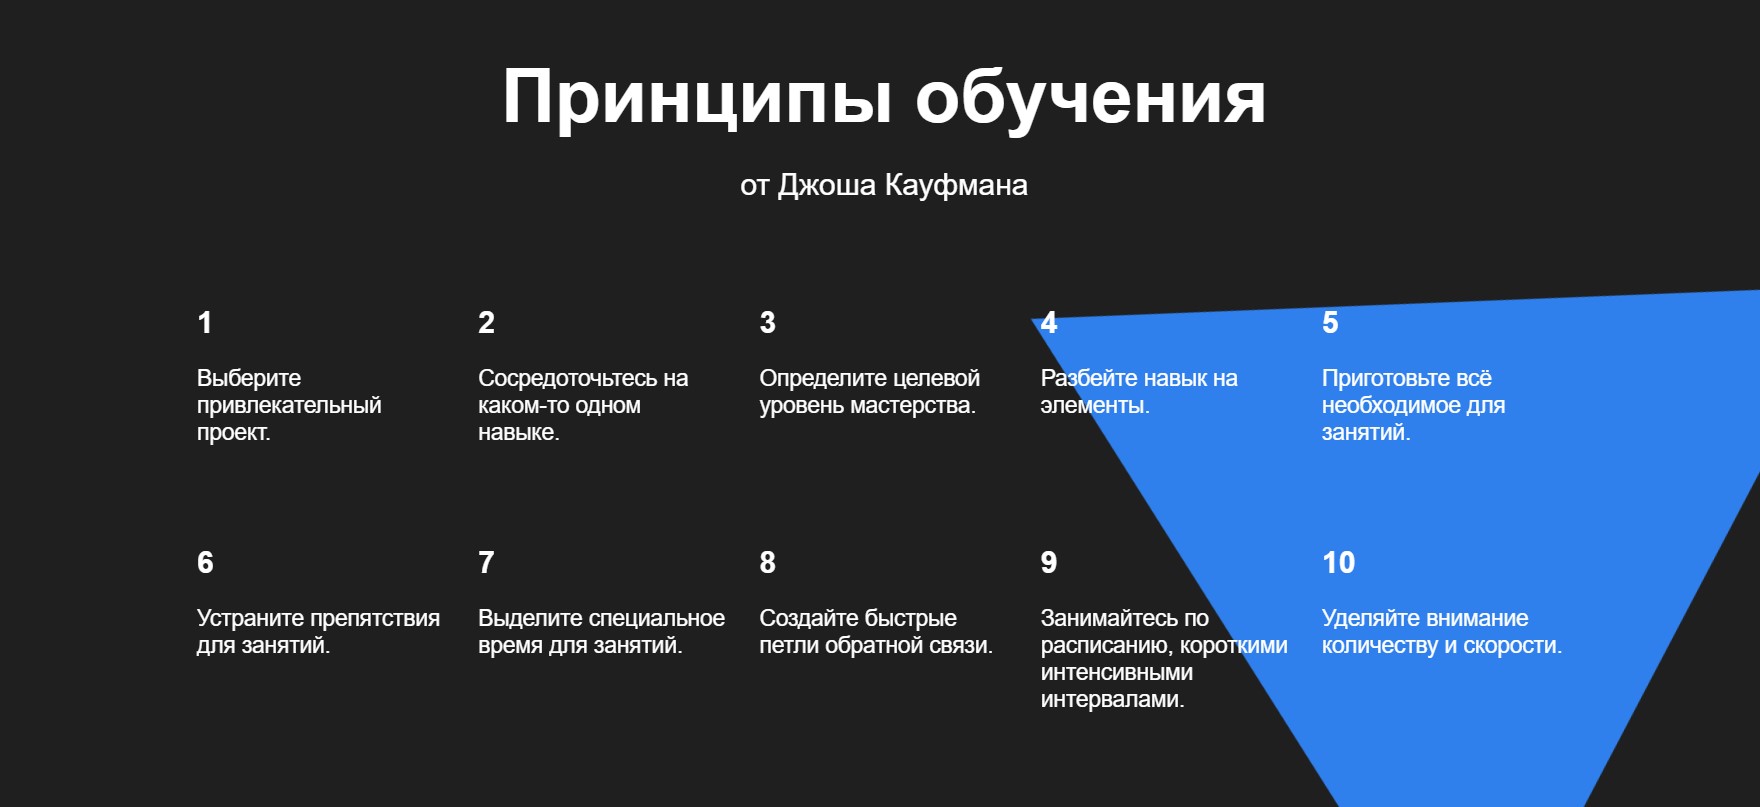 Принципы обучения
от Джоша Кауфмана
1
Выберите
привлекательный
проект.
2
Сосредоточьтесь на
каком-то одном
навыке.
3
Определите целевой
уровень мастерства.
4
Разбейте навык на
элементы.
5
Приготовьте всё
необходимое для
занятий.
6
Устраните препятствия
для занятий.
7
Выделите специальное
время для занятий.
8
Создайте быстрые
петли обратной связи.
9
Занимайтесь по
расписанию, короткими
интенсивными
интервалами.
10
Уделяйте внимание
количеству и скорости.